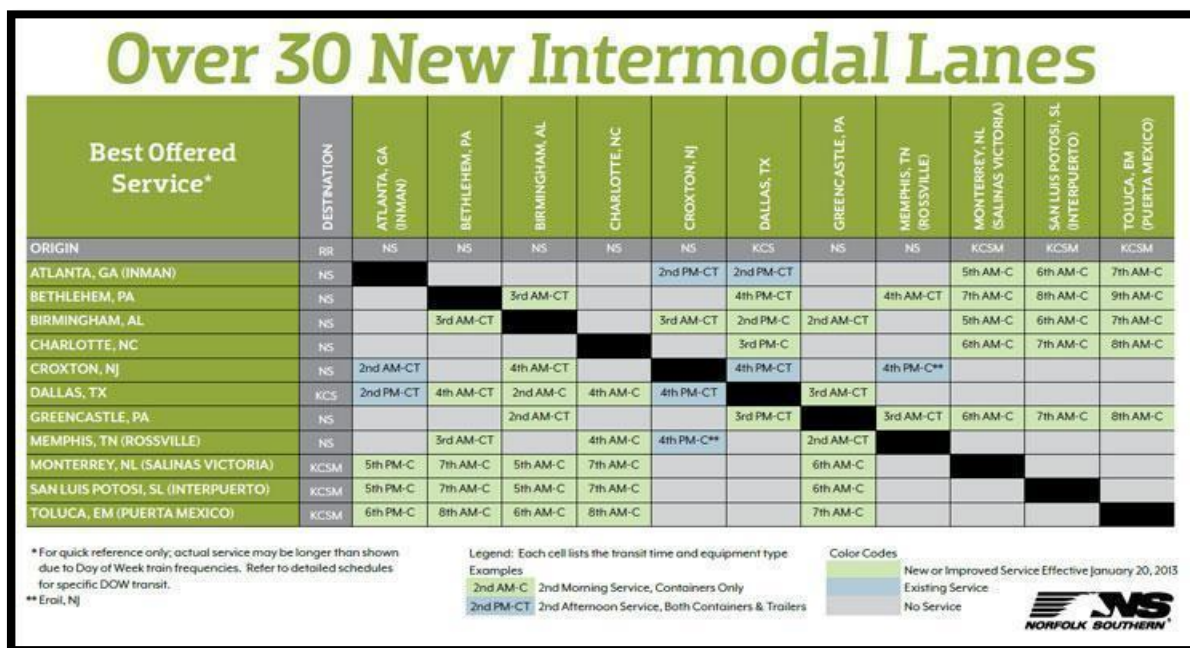 Over 30 New Intermodal Lanes
Best Offered
Service*
DESTINATION
ATLANTA, GA
(INMAN)
BETHLEHEM, PA
BIRMINGHAM, AL
CHARLOTTE, NC
CROXTON, NJ
DALLAS, TX
GREENCASTLE, PA
MEMPHIS, TN
(ROSSVILLE)
MONTERREY, NL
(SALINAS VICTORIA)
SAN LUIS POTOSI, SL
(INTERPUERTO)
TOLUCA, EM
(PUERTA MEXICO)
ORIGIN RR NS NS NS NS NS KCS NS NS KCSM KCSM KCSM
ATLANTA, GA (INMAN) NS 2nd PM-CT 2nd PM-CT 5th AM-C 6th AM-C 7th AM-C
BETHLEHEM, PA NS 3rd AM-CT 4th PM-CT 4th AM-CT 7th AM-C 8th AM-C 9th AM-C
BIRMINGHAM, AL NS 3rd AM-CT 3rd AM-CT 2nd PM-C 2nd AM-CT 5th AM-C 6th AM-C 7th AM-C
CHARLOTTE, NC NS 3rd PM-C 6th AM-C 7th AM-C 8th AM-C
CROXTON, NJ NS 2nd AM-CT 4th AM-CT 4th PM-CT 4th PM-C**
DALLAS, TX KCS 2nd PM-CT 4th AM-CT 2nd AM-C 4th AM-C 4th PM-CT 3rd AM-CT
GREENCASTLE, PA NS 2nd AM-CT 3rd PM-CT 3rd AM-CT 6th AM-C 7th AM-C 8th AM-C
MEMPHIS, TN (ROSSVILLE) NS 3rd AM-CT 4th AM-C 4th PM-C** 2nd AM-CT
MONTERREY, NL (SALINAS VICTORIA) KCSM 5th PM-C 7th AM-C 5th AM-C 7th AM-C 6th AM-C
SAN LUIS POTOSI, SL (INTERPUERTO) KCSM 5th PM-C 7th AM-C 5th AM-C 7th AM-C 6th AM-C
TOLUCA, EM (PUERTA MEXICO) KCSM 6th PM-C 8th AM-C 6th AM-C 8th AM-C 7th AM-C
* For quick reference only; actual service may be longer than shown
due to Day of Week train frequencies. Refer to detailed schedules
for specific DOW transit.
** Erail, NJ
Legend: Each cell lists the transit time and equipment type
Examples
2nd AM-C 2nd Morning Service, Containers Only
2nd PM-CT 2nd Afternoon Service, Both Containers & Trailers
Color Codes
New or Improved Service Effective January 20, 2013
Existing Service
No Service
NS
NORFOLK SOUTHERN